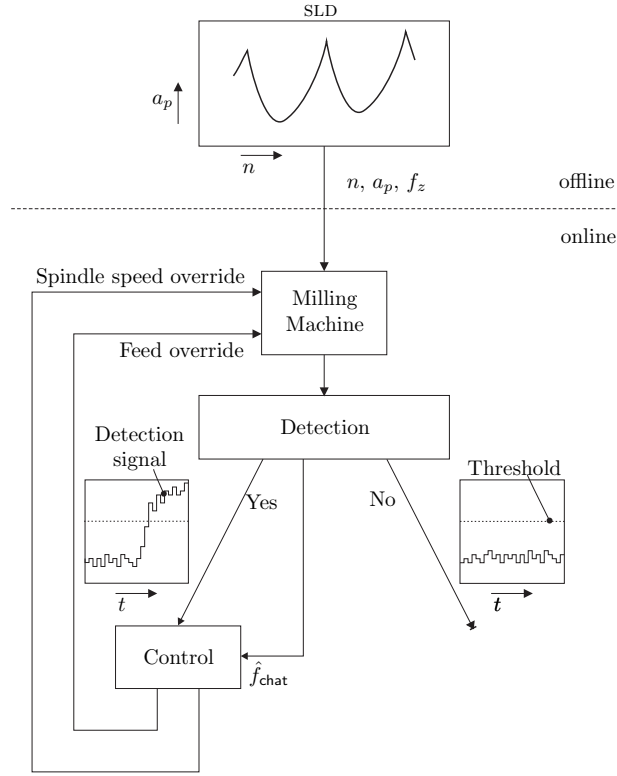 SLD
a_p
n
n, a_p, f_z
offline
online
Spindle speed override
Milling
Machine
Feed override
Detection
Detection
signal
Threshold
Yes
No
t
t
Control
f̂_chat